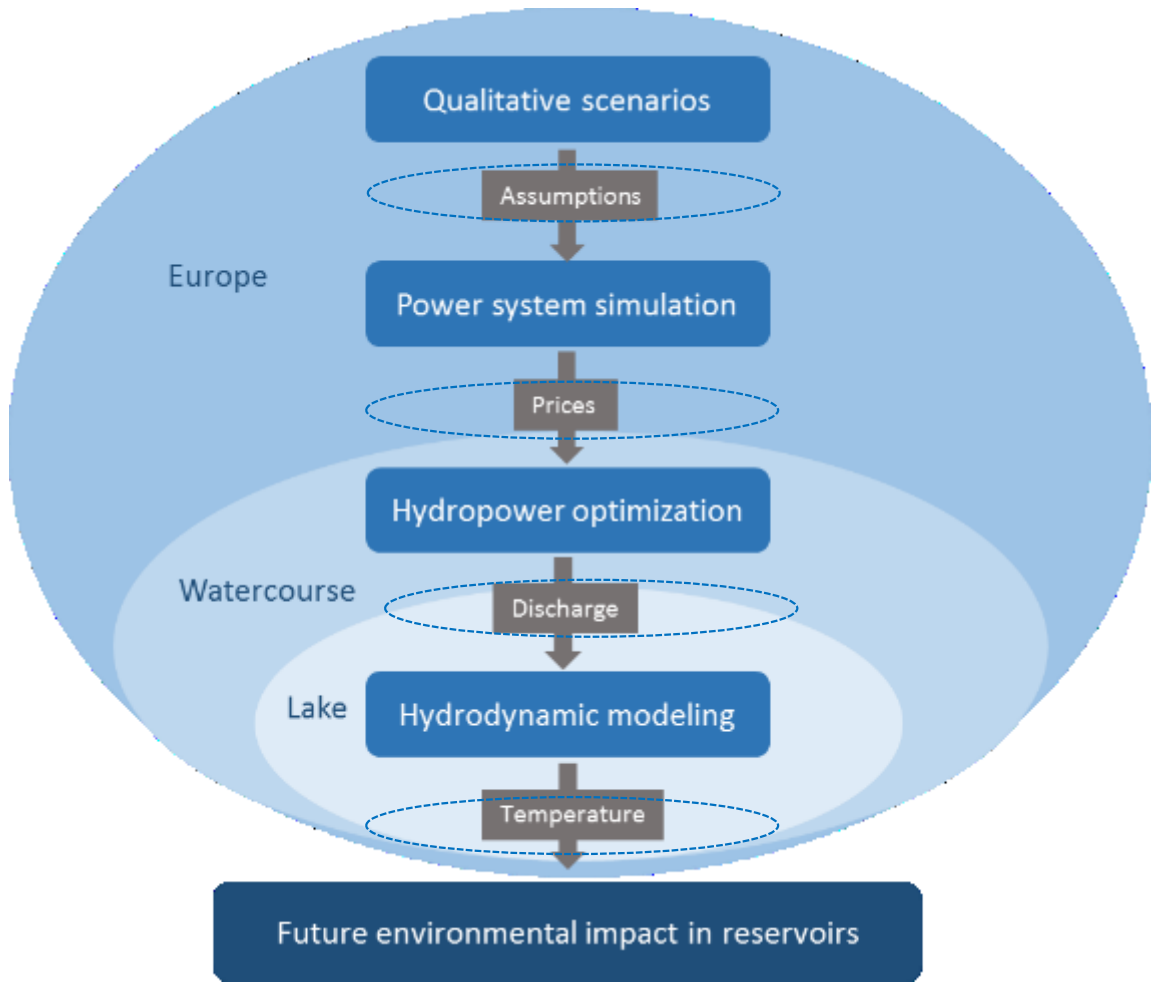 Qualitative scenarios
Assumptions
Europe
Power system simulation
Prices
Hydropower optimization
Watercourse
Discharge
Lake
Hydrodynamic modeling
Temperature
Future environmental impact in reservoirs